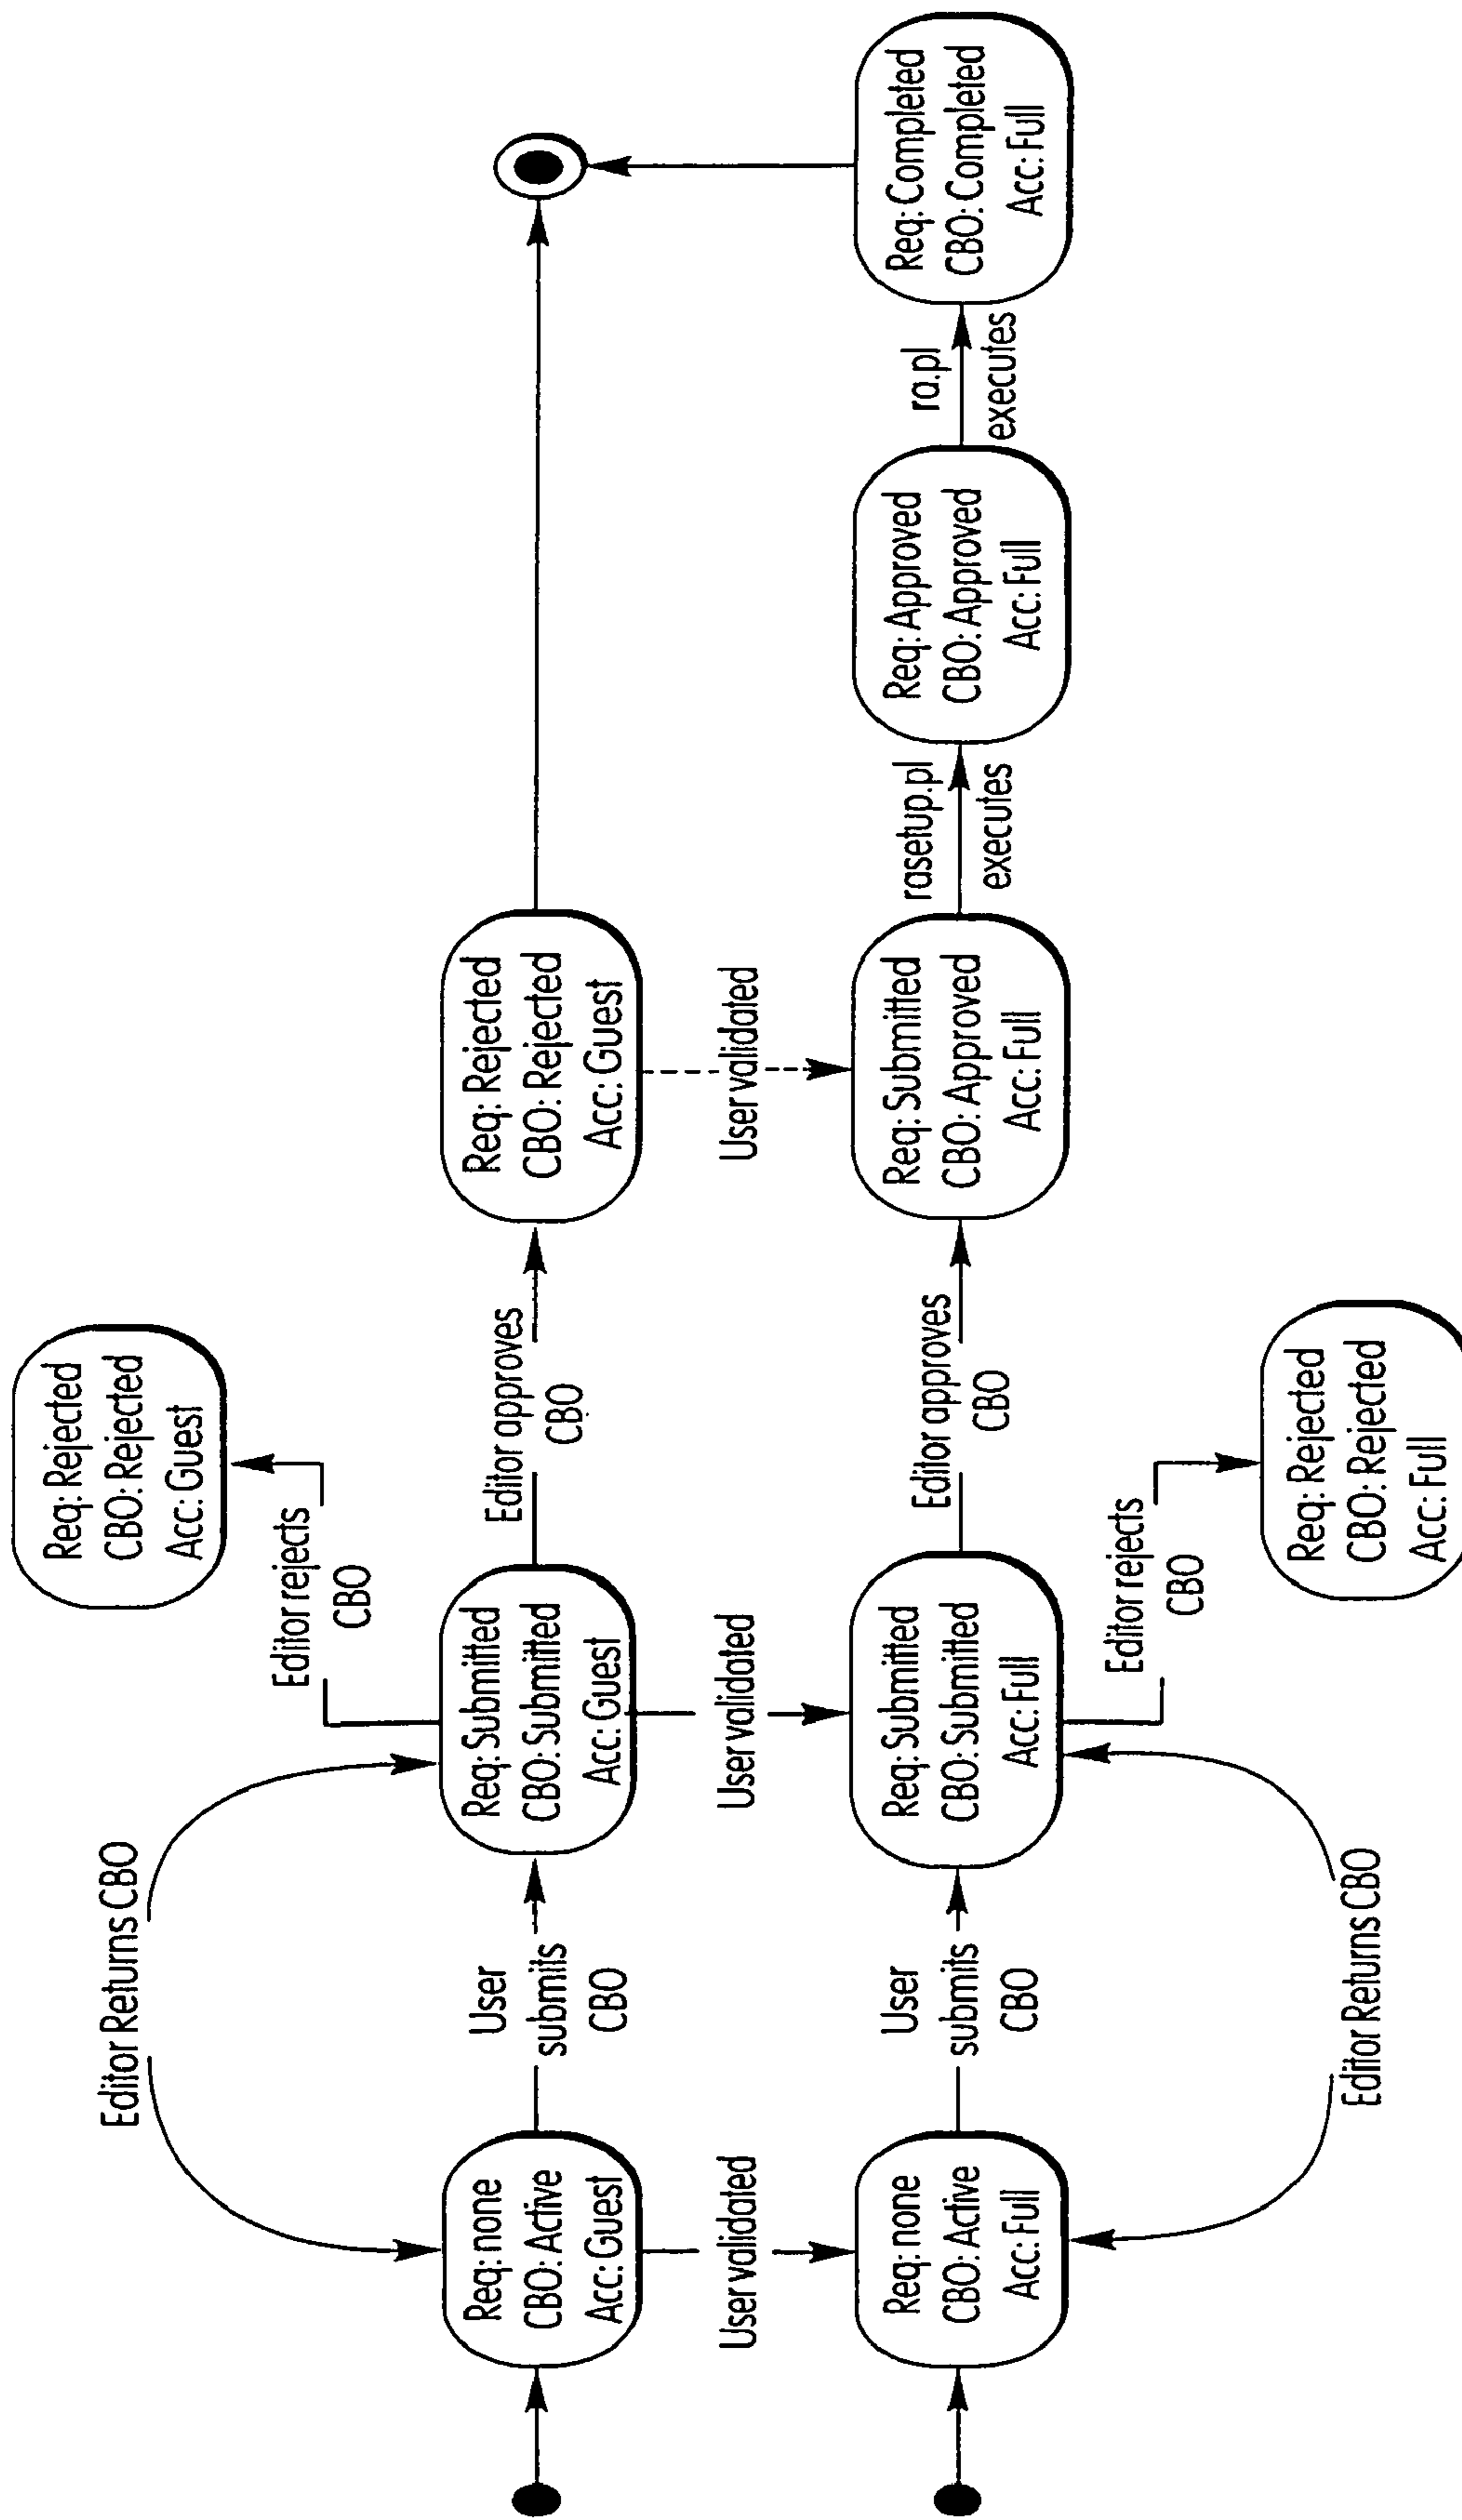 Editor Returns CBO
Req: Rejected
CBO: Rejected
Acc: Guest
Editor rejects
CBO
Req: none
CBO: Active
Acc: Guest
User
submits
CBO
Req: Submitted
CBO: Submitted
Acc: Guest
Editor approves
CBO
Req: Rejected
CBO: Rejected
Acc: Guest
User validated
User validated
User validated
Req: none
CBO: Active
Acc: Full
User
submits
CBO
Req: Submitted
CBO: Submitted
Acc: Full
Editor approves
CBO
Req: Submitted
CBO: Approved
Acc: Full
rasetup.pl
executes
Req: Approved
CBO: Approved
Acc: Full
ra.pl
executes
Req: Completed
CBO: Completed
Acc: Full
Editor rejects
CBO
Editor Returns CBO
Req: Rejected
CBO: Rejected
Acc: Full